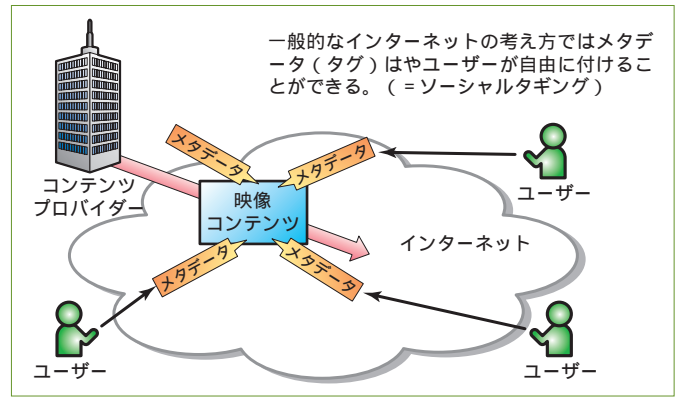 一般的なインターネットの考え方ではメタデ
ータ(タグ)はやユーザーが自由に付けるこ
とができる。(=ソーシャルタギング)
メタデータ
メタデータ
コンテンツ
プロバイダー
映像
コンテンツ
ユーザー
インターネット
メタデータ
メタデータ
ユーザー
ユーザー